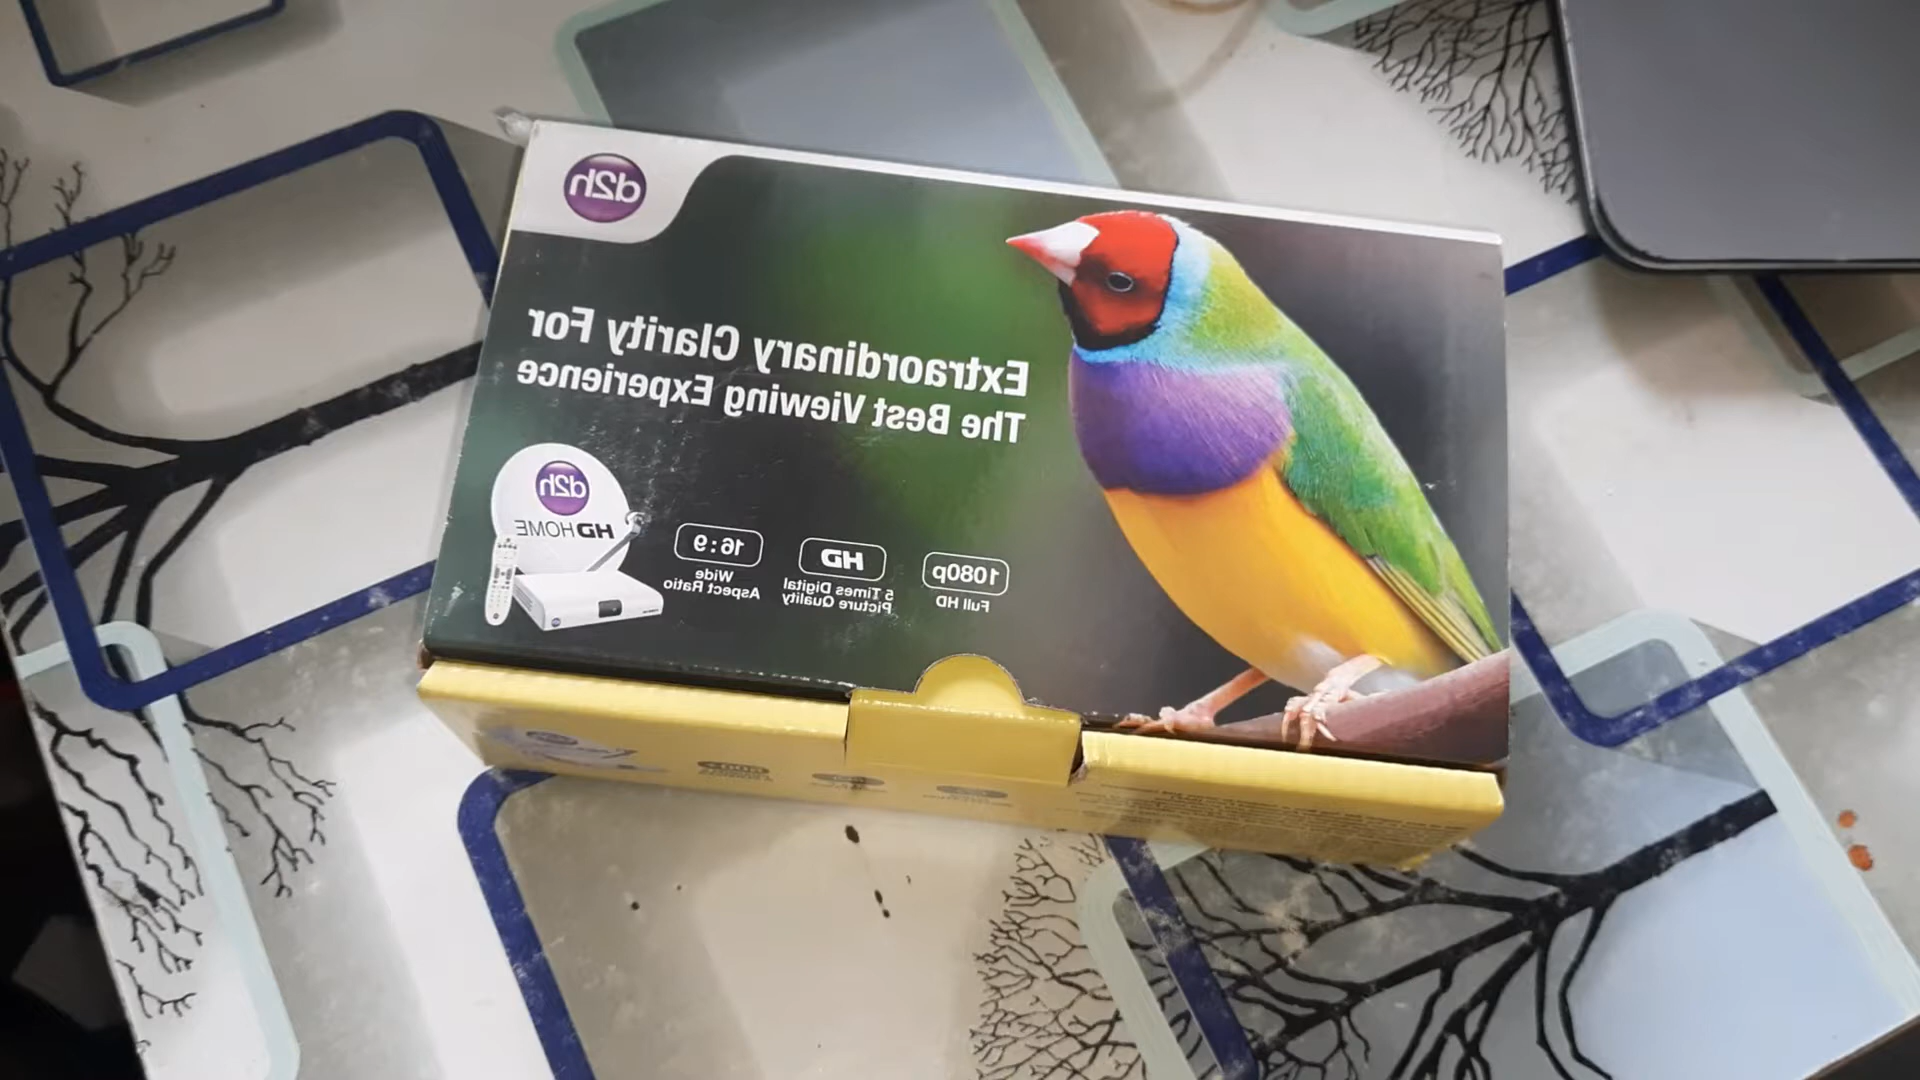 d2h
Extraordinary Clarity For
The Best Viewing Experience
d2h
HD HOME
1080p
Full HD
HD
5 Times Digital
Picture Quality
16:9
Wide
Aspect Ratio